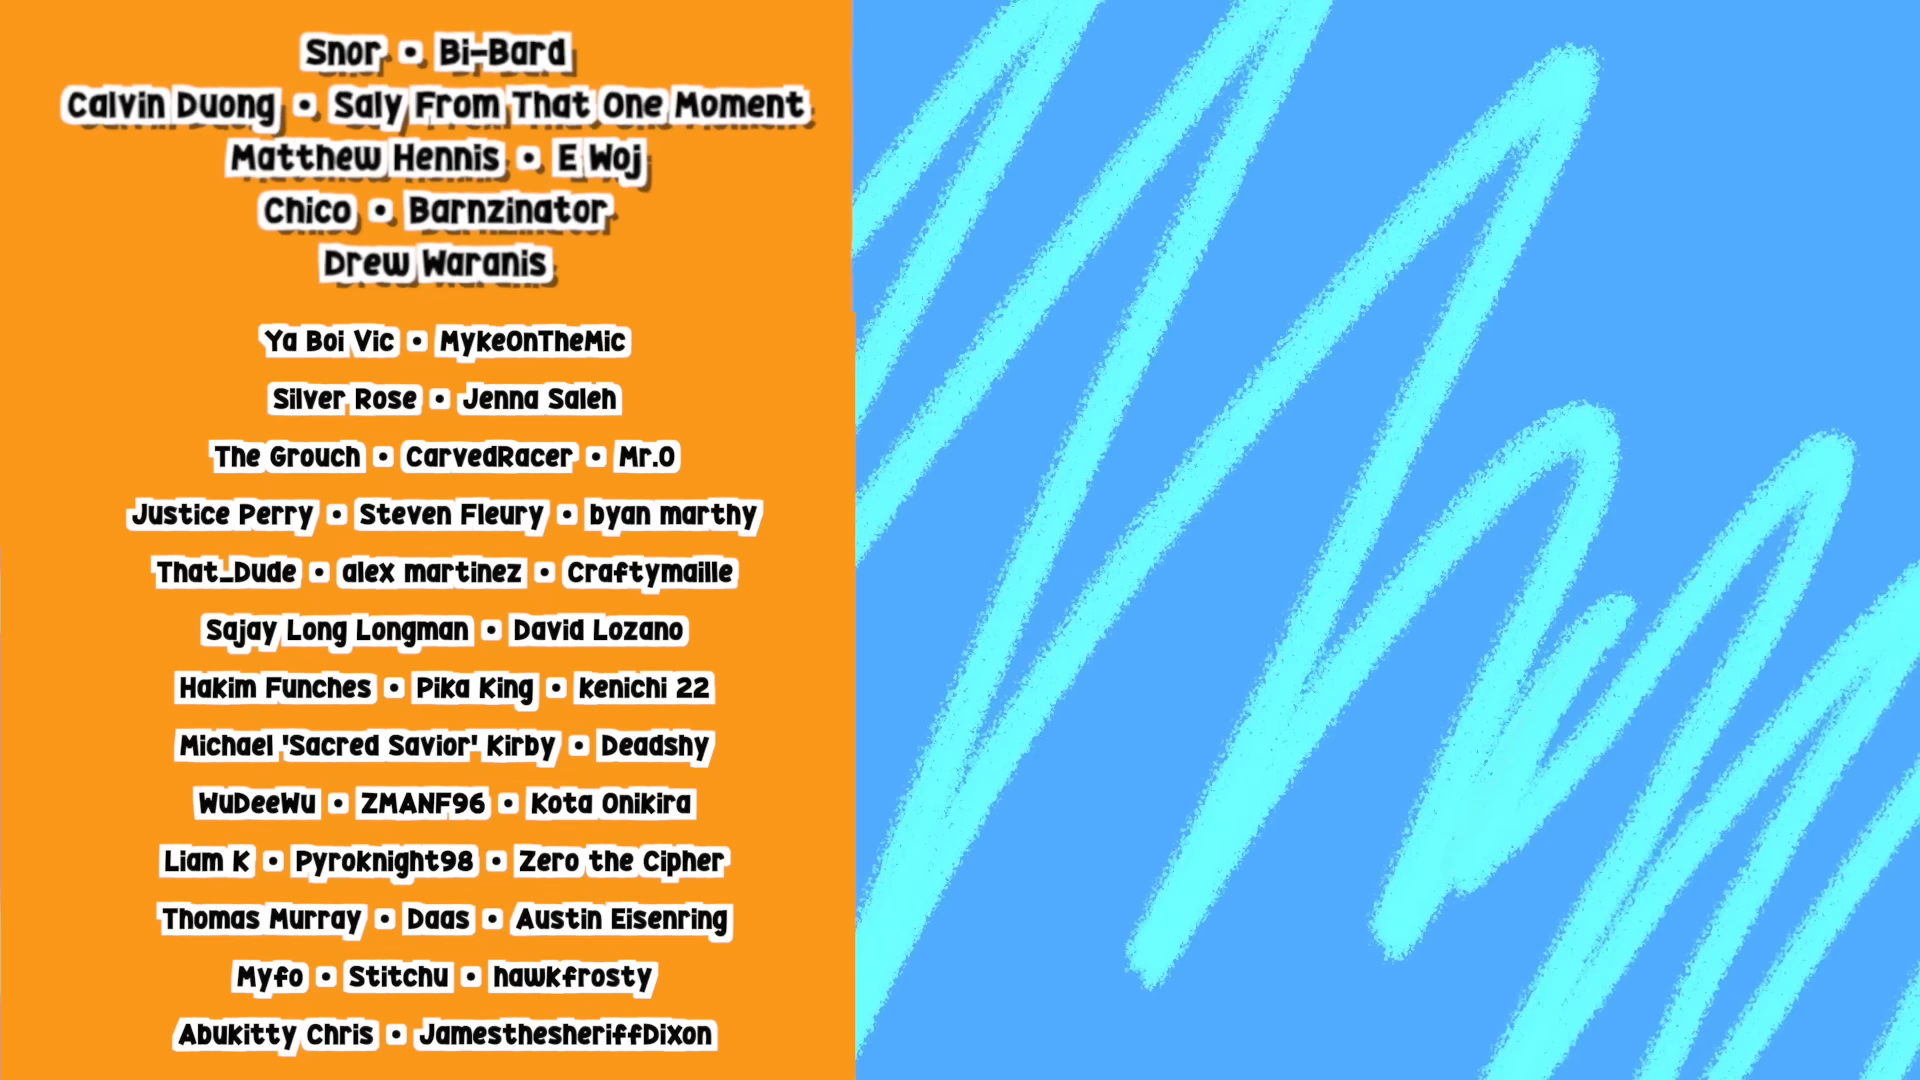 Snor • Bi-Bard
Calvin Duong • Saly From That One Moment
Matthew Hennis • E Woj
Chico • Barnzinator
Drew Waranis
Ya Boi Vic • MykeOnTheMic
Silver Rose • Jenna Saleh
The Grouch • CarvedRacer • Mr.O
Justice Perry • Steven Fleury • byan marthy
That_Dude • alex martinez • Craftymaille
Sajay Long Longman • David Lozano
Hakim Funches • Pika King • kenichi 22
Michael 'Sacred Savior' Kirby • Deadshy
WuDeeWu • ZMANF96 • Kota Onikira
Liam K • Pyroknight98 • Zero the Cipher
Thomas Murray • Daas • Austin Eisenring
Myfo • Stitchu • hawkfrosty
Abukitty Chris • JamesthesheriffDixon